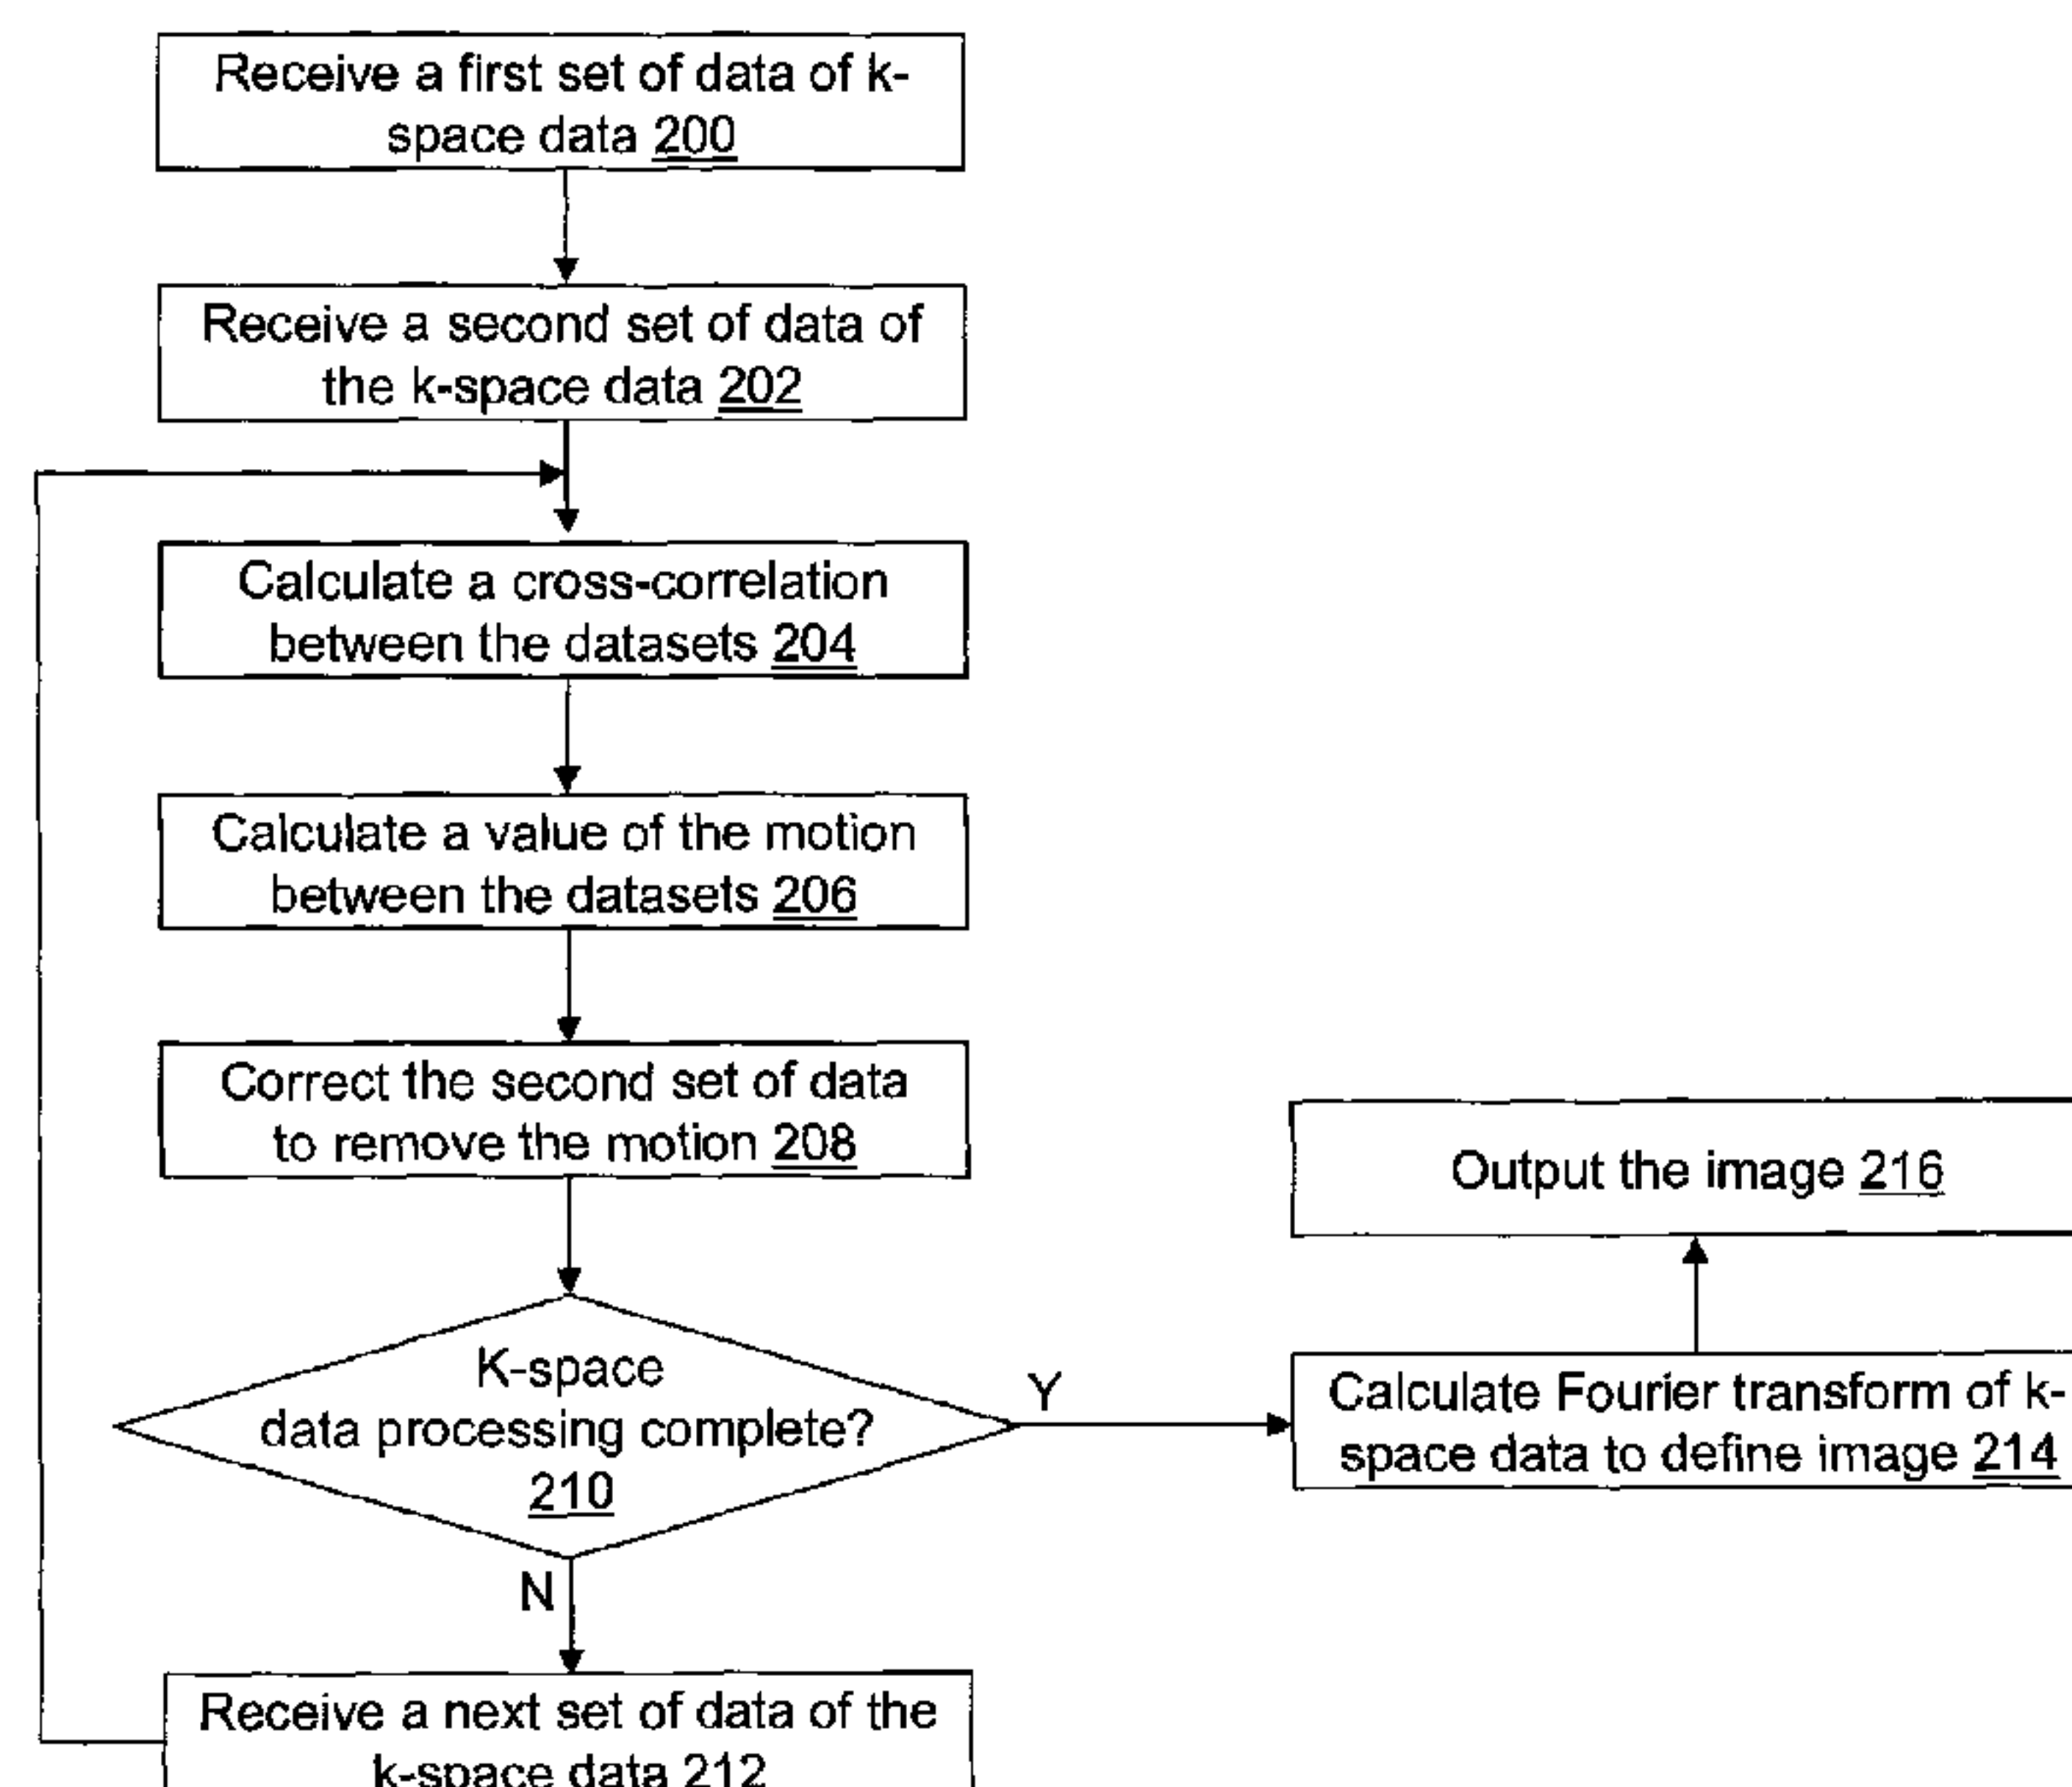 Receive a first set of data of k-
space data 200
Receive a second set of data of
the k-space data 202
Calculate a cross-correlation
between the datasets 204
Calculate a value of the motion
between the datasets 206
Correct the second set of data
to remove the motion 208
K-space
data processing complete?
210
Y
N
Receive a next set of data of the
k-space data 212
Calculate Fourier transform of k-
space data to define image 214
Output the image 216